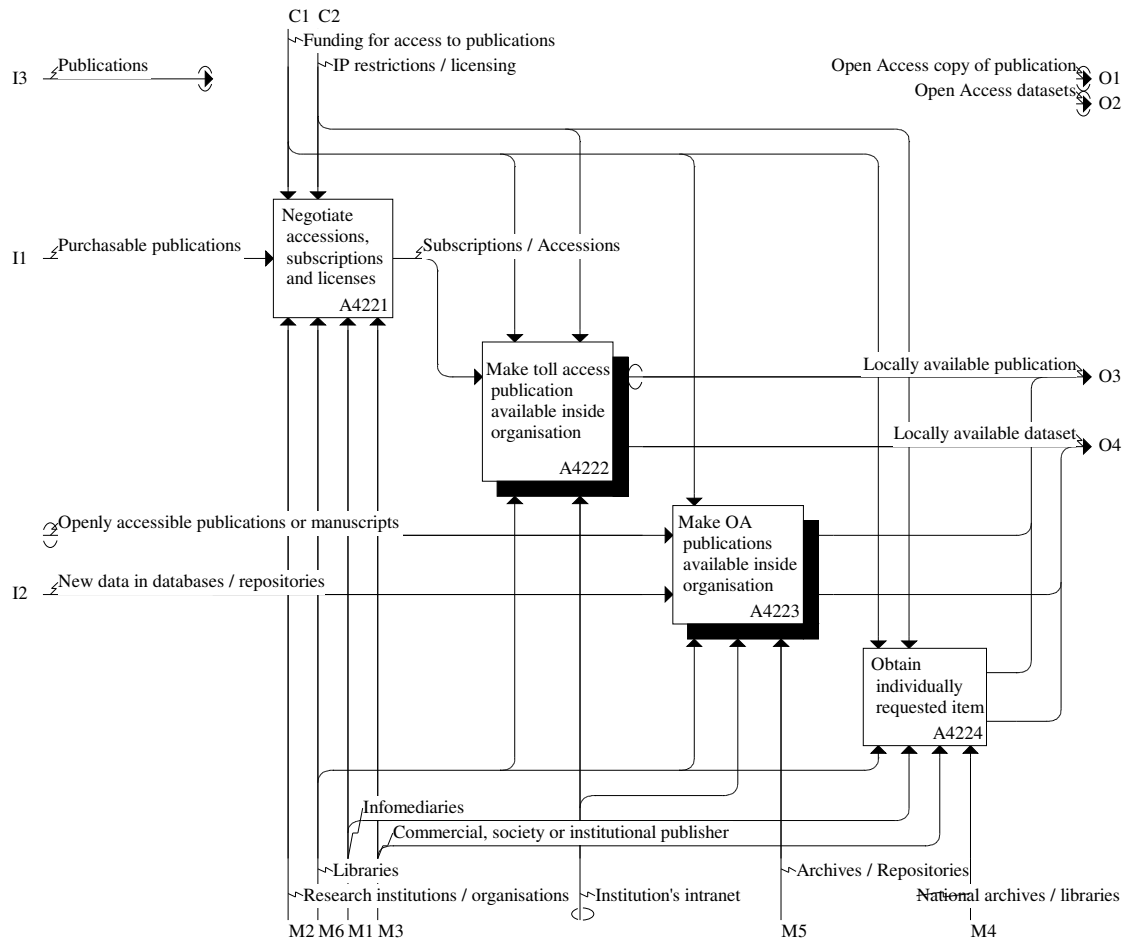 C1 C2
Funding for access to publications
IP restrictions / licensing
I3 Publications
Open Access copy of publication O1
Open Access datasets O2
Negotiate
accessions,
subscriptions
and licenses
A4221
I1 Purchasable publications
Subscriptions / Accessions
Make toll access
publication
available inside
organisation
A4222
Locally available publication O3
Locally available dataset O4
Openly accessible publications or manuscripts
Make OA
publications
available inside
organisation
A4223
I2 New data in databases / repositories
Obtain
individually
requested item
A4224
Infomediaries
Commercial, society or institutional publisher
Libraries
Archives / Repositories
Research institutions / organisations
Institution's intranet
National archives / libraries
M2 M6 M1 M3 M5 M4